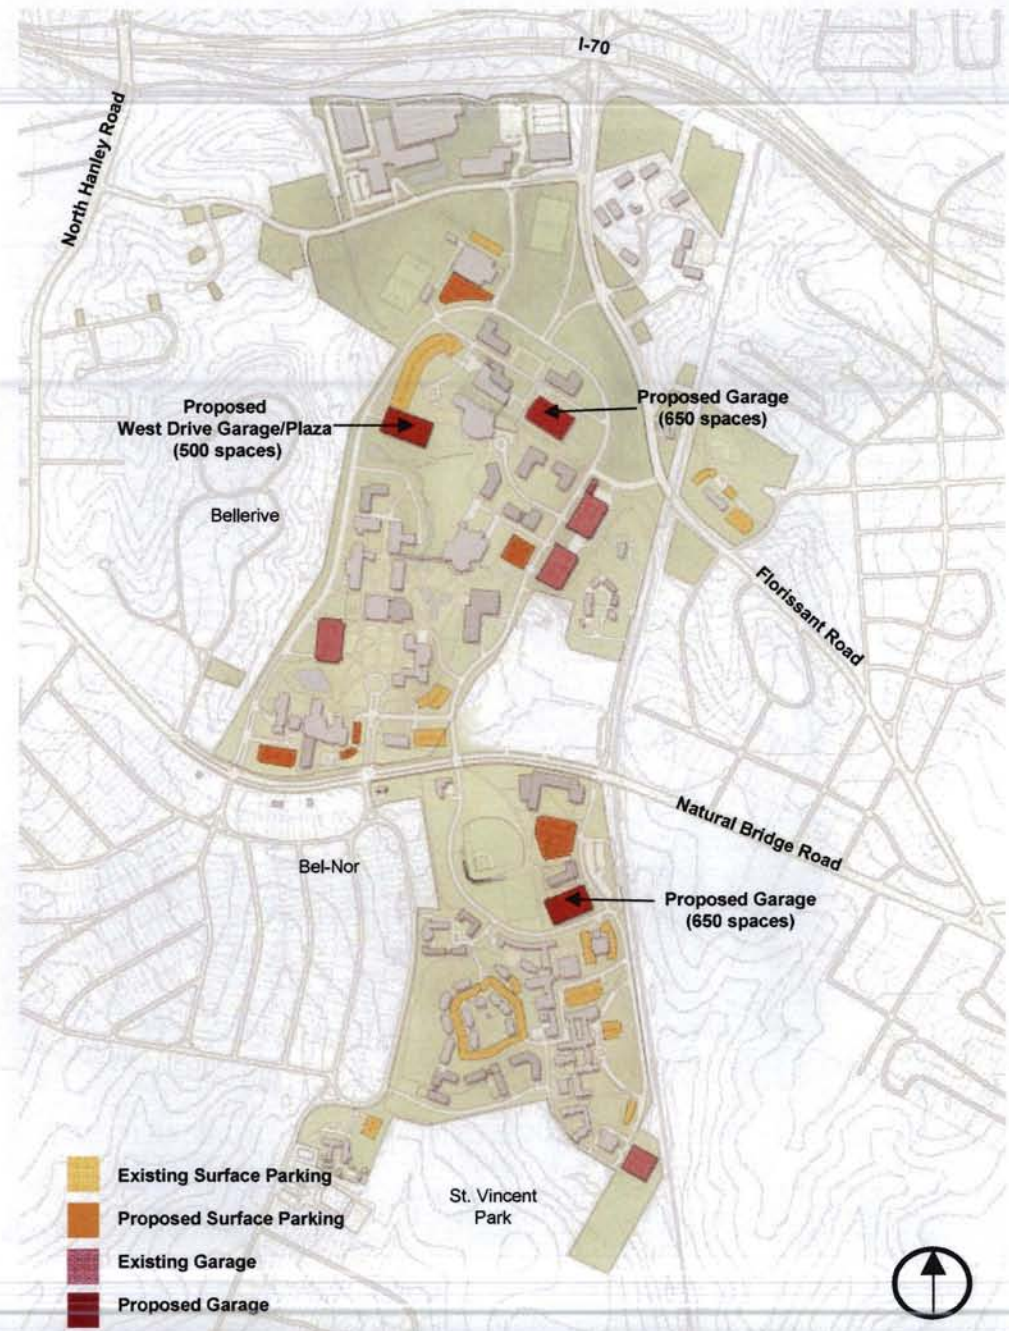 I-70
North Hanley Road
Proposed Garage
(650 spaces)
Proposed
West Drive Garage/Plaza
(500 spaces)
Bellerive
Florissant Road
Natural Bridge Road
Bel-Nor
Proposed Garage
(650 spaces)
Existing Surface Parking
Proposed Surface Parking
Existing Garage
Proposed Garage
St. Vincent
Park